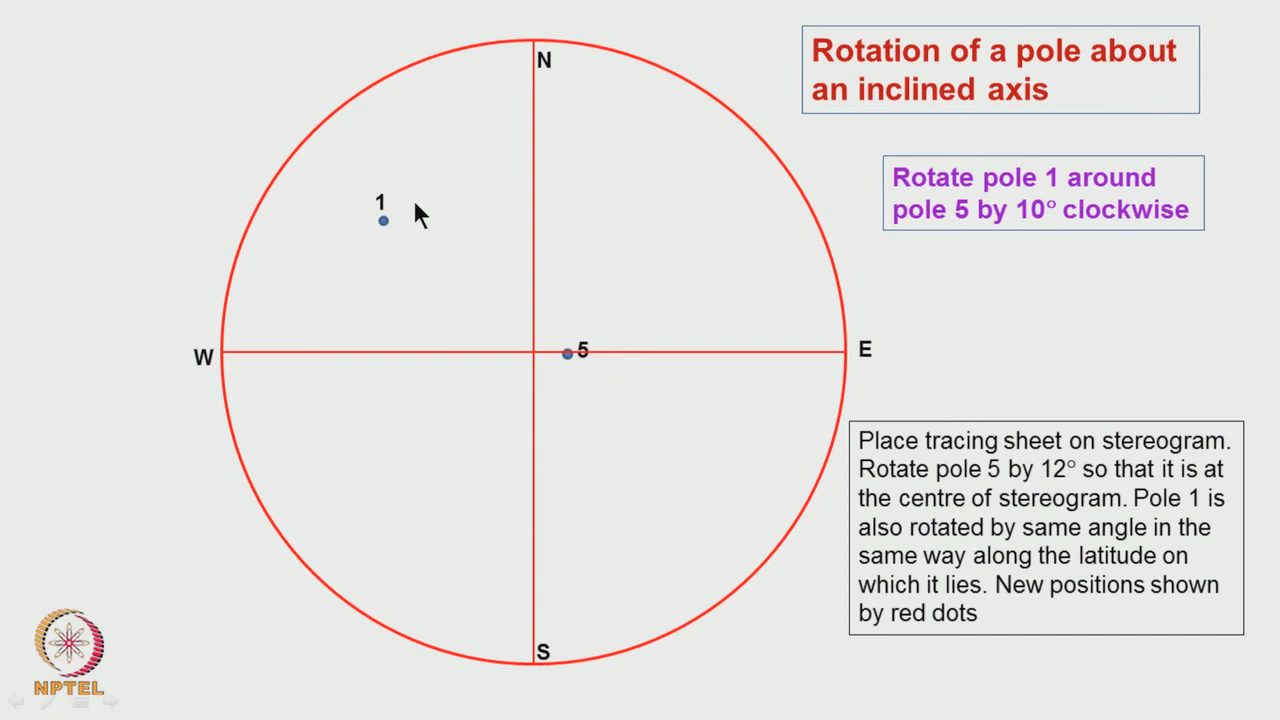 N
Rotation of a pole about
an inclined axis
Rotate pole 1 around
pole 5 by 10° clockwise
1
W
5
E
Place tracing sheet on stereogram.
Rotate pole 5 by 12° so that it is at
the centre of stereogram. Pole 1 is
also rotated by same angle in the
same way along the latitude on
which it lies. New positions shown
by red dots
S
NPTEL